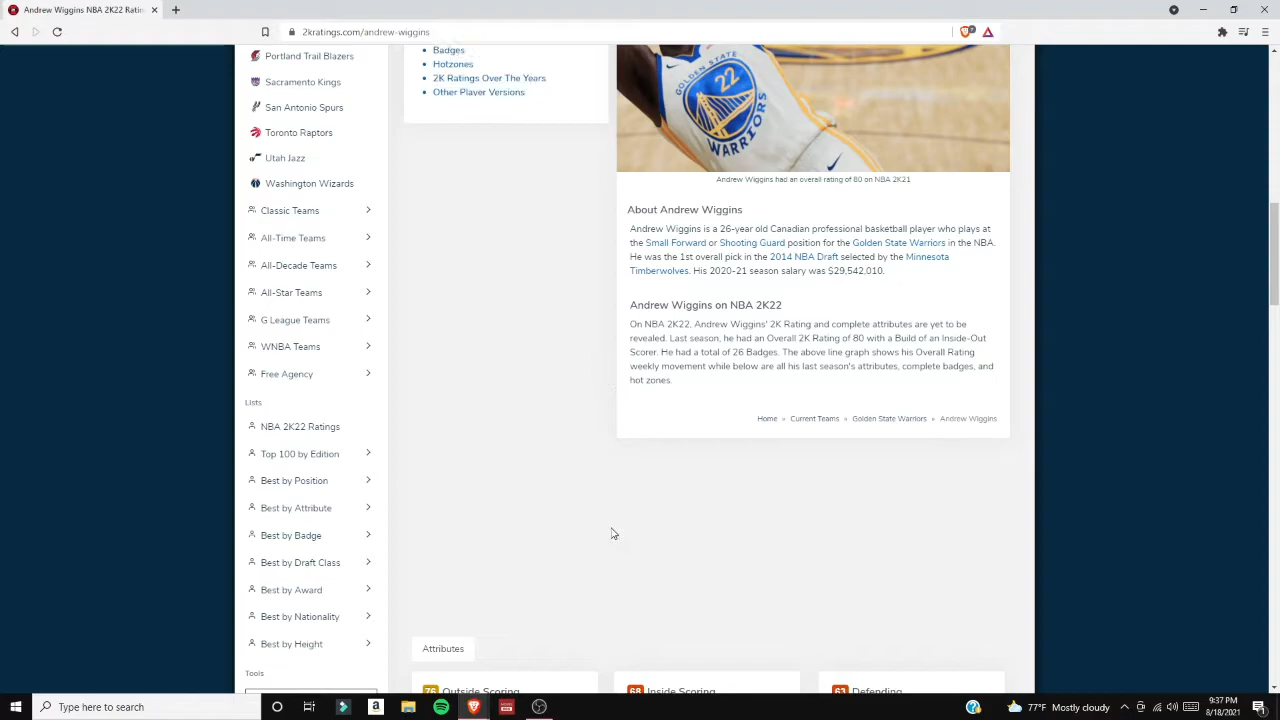 Andrew Wiggins NBA 2K22 Rating
2kratings.com/andrew-wiggins
Portland Trail Blazers
Sacramento Kings
San Antonio Spurs
Toronto Raptors
Utah Jazz
Washington Wizards
Classic Teams
All-Time Teams
All-Decade Teams
All-Star Teams
G League Teams
WNBA Teams
Free Agency
Lists
NBA 2K22 Ratings
Top 100 by Edition
Best by Position
Best by Attribute
Best by Badge
Best by Draft Class
Best by Award
Best by Nationality
Best by Height
Tools
Badges
Hotzones
2K Ratings Over The Years
Other Player Versions
GOLDEN STATE
22
WARRIORS
Andrew Wiggins had an overall rating of 80 on NBA 2K21
About Andrew Wiggins
Andrew Wiggins is a 26-year old Canadian professional basketball player who plays at
the Small Forward or Shooting Guard position for the Golden State Warriors in the NBA.
He was the 1st overall pick in the 2014 NBA Draft selected by the Minnesota
Timberwolves. His 2020-21 season salary was $29,542,010.
Andrew Wiggins on NBA 2K22
On NBA 2K22, Andrew Wiggins' 2K Rating and complete attributes are yet to be
revealed. Last season, he had an Overall 2K Rating of 80 with a Build of an Inside-Out
Scorer. He had a total of 26 Badges. The above line graph shows his Overall Rating
weekly movement while below are all his last season's attributes, complete badges, and
hot zones.
Home » Current Teams » Golden State Warriors » Andrew Wiggins
Attributes
76 Outside Scoring
68 Inside Scoring
63 Defending
Type here to search
77°F Mostly cloudy
9:37 PM
8/18/2021